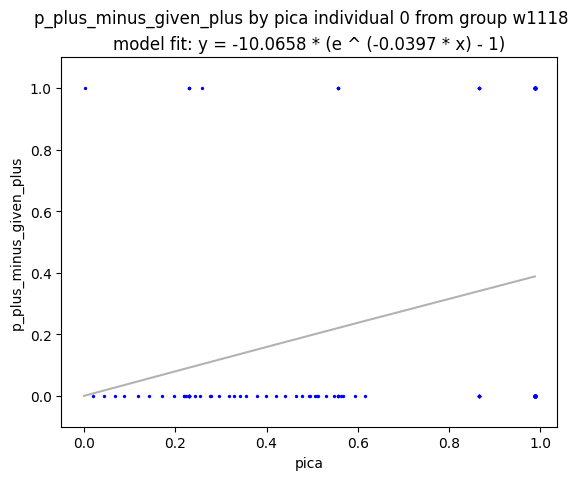 p_plus_minus_given_plus by pica individual 0 from group w1118
model fit: y = -10.0658 * (e ^ (-0.0397 * x) - 1)
1.0
0.8
0.6
0.4
0.2
0.0
p_plus_minus_given_plus
0.0 0.2 0.4 0.6 0.8 1.0
pica